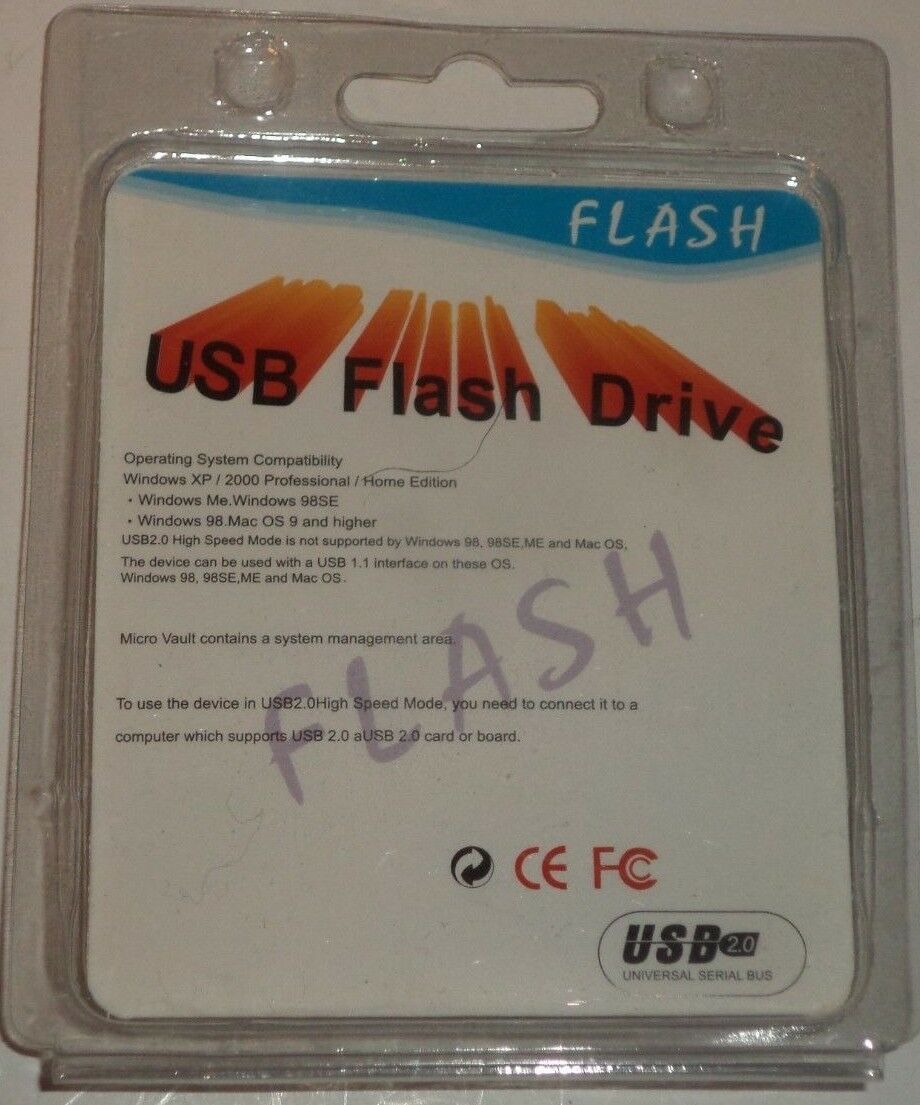 FLASH
USB Flash Drive
Operating System Compatibility
Windows XP / 2000 Professional / Home Edition
· Windows Me.Windows 98SE
· Windows 98.Mac OS 9 and higher
USB2.0 High Speed Mode is not supported by Windows 98, 98SE,ME and Mac OS,
The device can be used with a USB 1.1 interface on these OS.
Windows 98, 98SE,ME and Mac OS.
FLASH
Micro Vault contains a system management area.
To use the device in USB2.0High Speed Mode, you need to connect it to a
computer which supports USB 2.0 aUSB 2.0 card or board.
CE FC
USB 2.0
UNIVERSAL SERIAL BUS